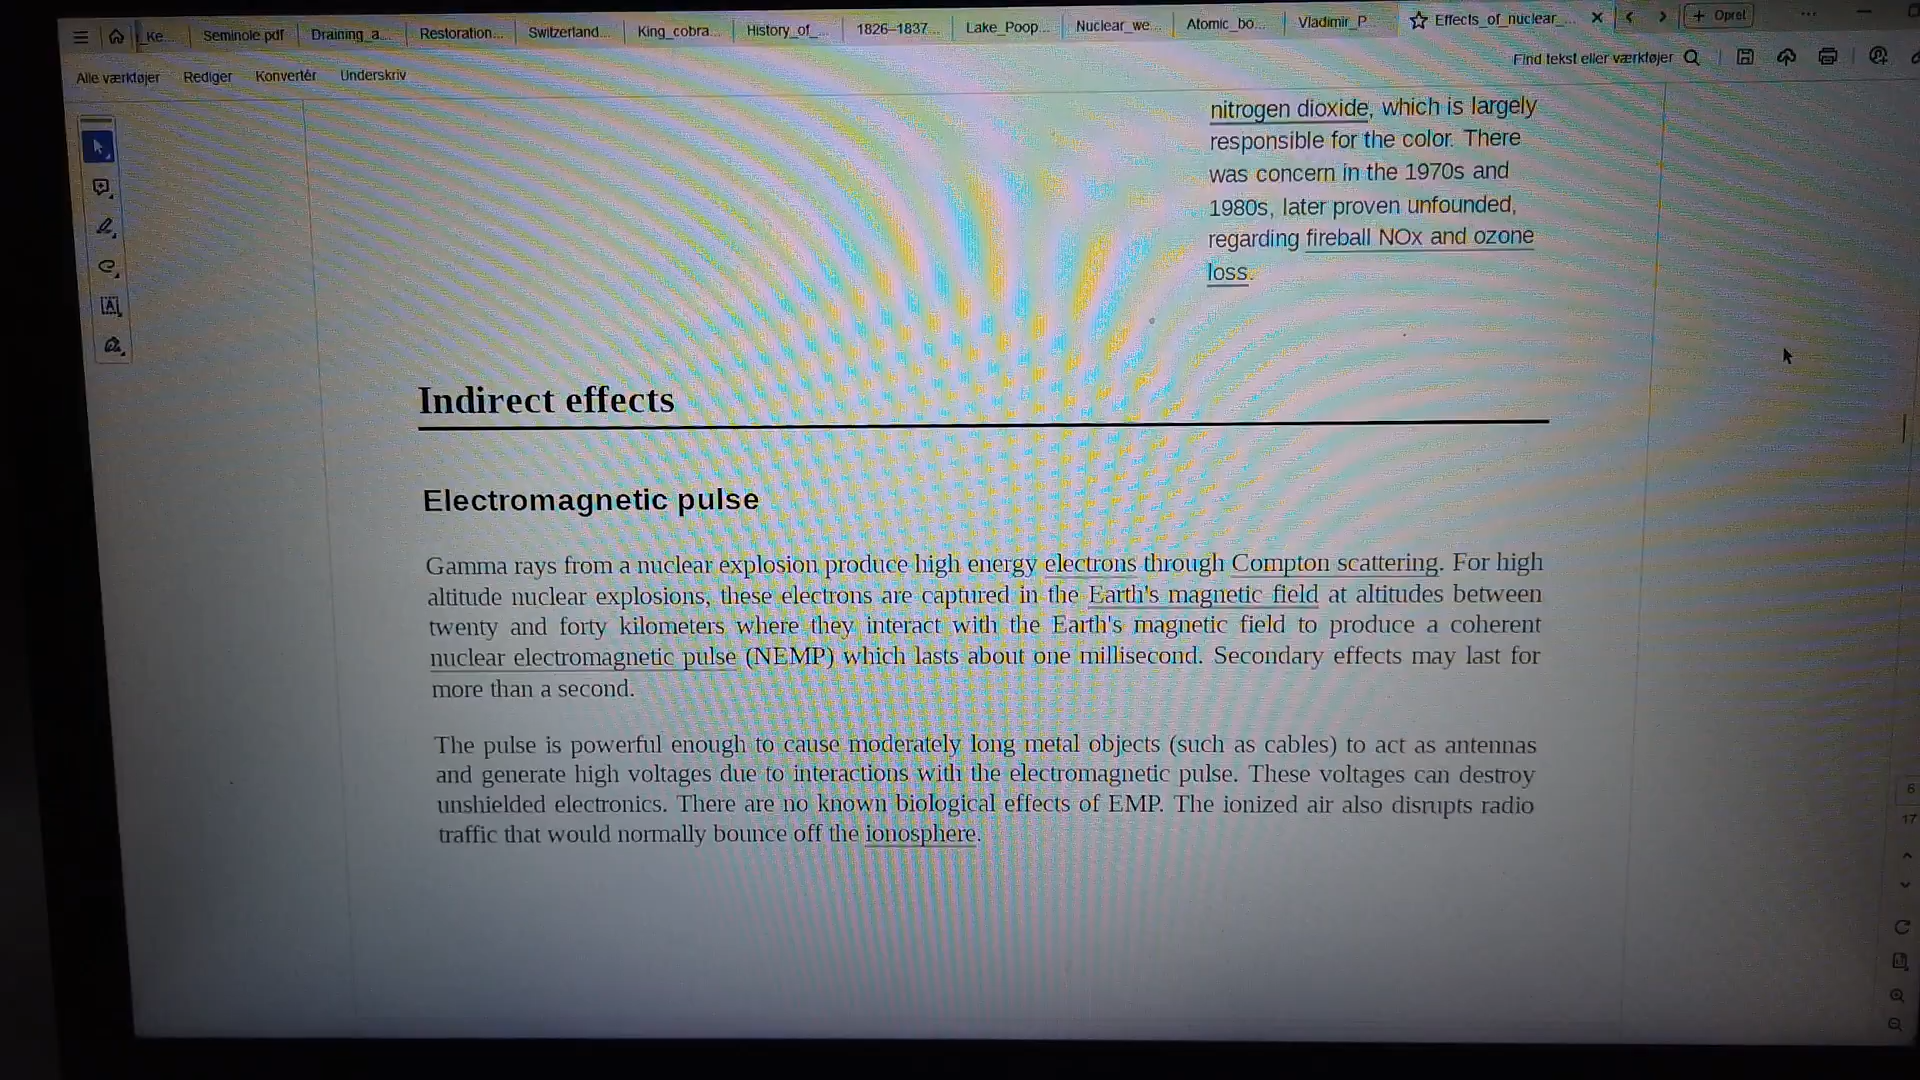 _Ke...
Seminole pdf
Draining_a...
Restoration...
Switzerland...
King_cobra...
History_of_...
1826–1837...
Lake_Poop...
Nuclear_we...
Atomic_bo...
Vladimir_P...
Effects_of_nuclear_...
+ Opret
Alle værktøjer Rediger Konvertér Underskriv
Find tekst eller værktøjer
nitrogen dioxide, which is largely
responsible for the color. There
was concern in the 1970s and
1980s, later proven unfounded,
regarding fireball NOx and ozone
loss.
Indirect effects
Electromagnetic pulse
Gamma rays from a nuclear explosion produce high energy electrons through Compton scattering. For high
altitude nuclear explosions, these electrons are captured in the Earth's magnetic field at altitudes between
twenty and forty kilometers where they interact with the Earth's magnetic field to produce a coherent
nuclear electromagnetic pulse (NEMP) which lasts about one millisecond. Secondary effects may last for
more than a second.
The pulse is powerful enough to cause moderately long metal objects (such as cables) to act as antennas
and generate high voltages due to interactions with the electromagnetic pulse. These voltages can destroy
unshielded electronics. There are no known biological effects of EMP. The ionized air also disrupts radio
traffic that would normally bounce off the ionosphere.
6
17